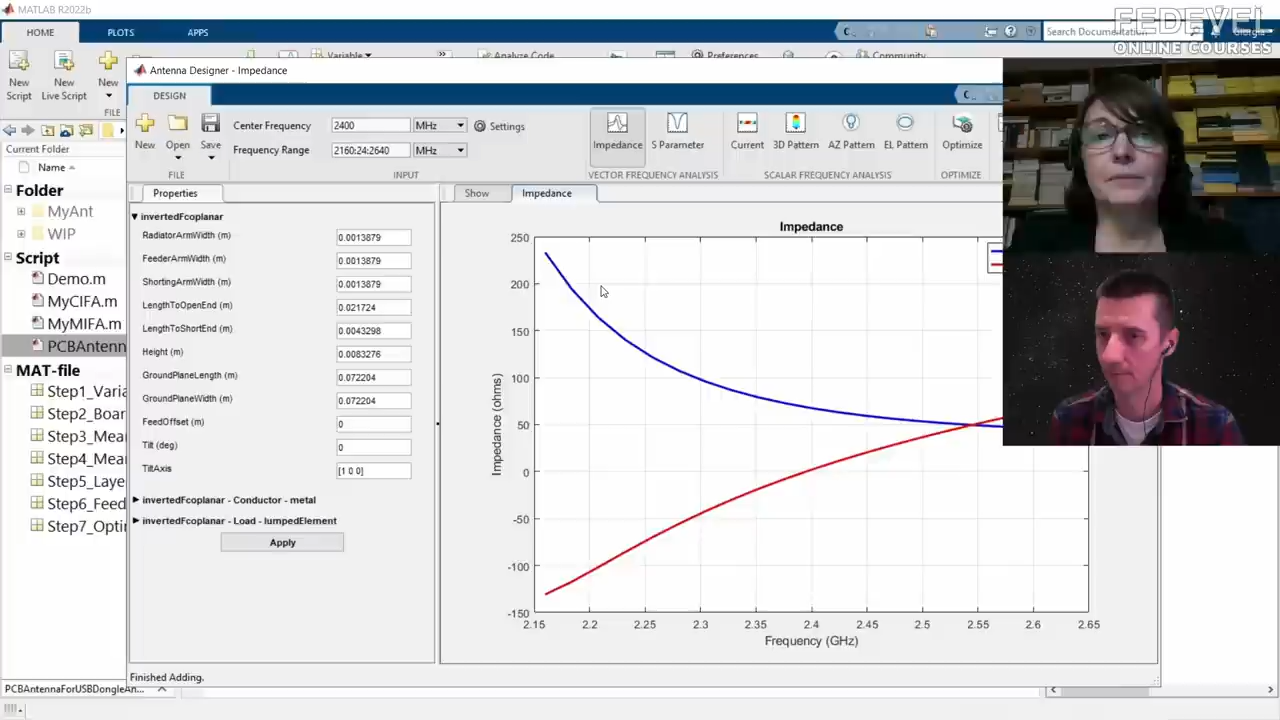 MATLAB R2022b
FEDEVEL
ONLINE COURSES
HOME
PLOTS
APPS
Search Documentation
New
Script
New
Live Script
New
FILE
Variable
Analyze Code
Preferences
Community
Antenna Designer - Impedance
DESIGN
New
Open
Save
FILE
Center Frequency
2400
MHz
Settings
Frequency Range
2160:24:2640
MHz
INPUT
Impedance
S Parameter
VECTOR FREQUENCY ANALYSIS
Current
3D Pattern
AZ Pattern
EL Pattern
SCALAR FREQUENCY ANALYSIS
Optimize
OPTIMIZE
Current Folder
Name
Folder
MyAnt
WIP
Script
Demo.m
MyCIFA.m
MyMIFA.m
PCBAntenn
MAT-file
Step1_Varia
Step2_Boar
Step3_Mea
Step4_Mea
Step5_Laye
Step6_Feed
Step7_Opti
PCBAntennaForUSBDongleAn...
Properties
invertedFcoplanar
RadiatorArmWidth (m)
0.0013879
FeederArmWidth (m)
0.0013879
ShortingArmWidth (m)
0.0013879
LengthToOpenEnd (m)
0.021724
LengthToShortEnd (m)
0.0043298
Height (m)
0.0083276
GroundPlaneLength (m)
0.072204
GroundPlaneWidth (m)
0.072204
FeedOffset (m)
0
Tilt (deg)
0
TiltAxis
[1 0 0]
invertedFcoplanar - Conductor - metal
invertedFcoplanar - Load - lumpedElement
Apply
Finished Adding.
Show
Impedance
Impedance
Impedance (ohms)
250
200
150
100
50
0
-50
-100
-150
2.15
2.2
2.25
2.3
2.35
2.4
2.45
2.5
2.55
2.6
2.65
Frequency (GHz)